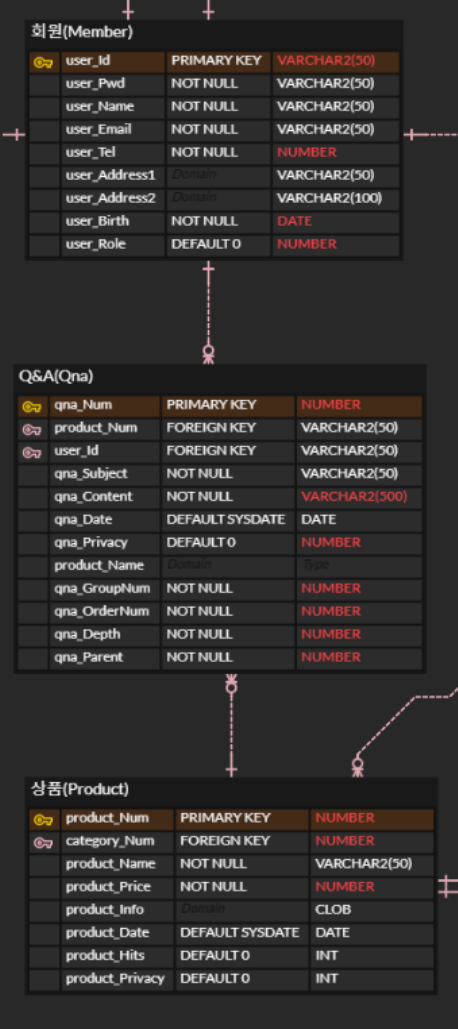 회원(Member)
user_Id PRIMARY KEY VARCHAR2(50)
user_Pwd NOT NULL VARCHAR2(50)
user_Name NOT NULL VARCHAR2(50)
user_Email NOT NULL VARCHAR2(50)
user_Tel NOT NULL NUMBER
user_Address1 Domain VARCHAR2(50)
user_Address2 Domain VARCHAR2(100)
user_Birth NOT NULL DATE
user_Role DEFAULT 0 NUMBER
Q&A(Qna)
qna_Num PRIMARY KEY NUMBER
product_Num FOREIGN KEY VARCHAR2(50)
user_Id FOREIGN KEY VARCHAR2(50)
qna_Subject NOT NULL VARCHAR2(50)
qna_Content NOT NULL VARCHAR2(500)
qna_Date DEFAULT SYSDATE DATE
qna_Privacy DEFAULT 0 NUMBER
product_Name Domain Type
qna_GroupNum NOT NULL NUMBER
qna_OrderNum NOT NULL NUMBER
qna_Depth NOT NULL NUMBER
qna_Parent NOT NULL NUMBER
상품(Product)
product_Num PRIMARY KEY NUMBER
category_Num FOREIGN KEY NUMBER
product_Name NOT NULL VARCHAR2(50)
product_Price NOT NULL NUMBER
product_Info Domain CLOB
product_Date DEFAULT SYSDATE DATE
product_Hits DEFAULT 0 INT
product_Privacy DEFAULT 0 INT